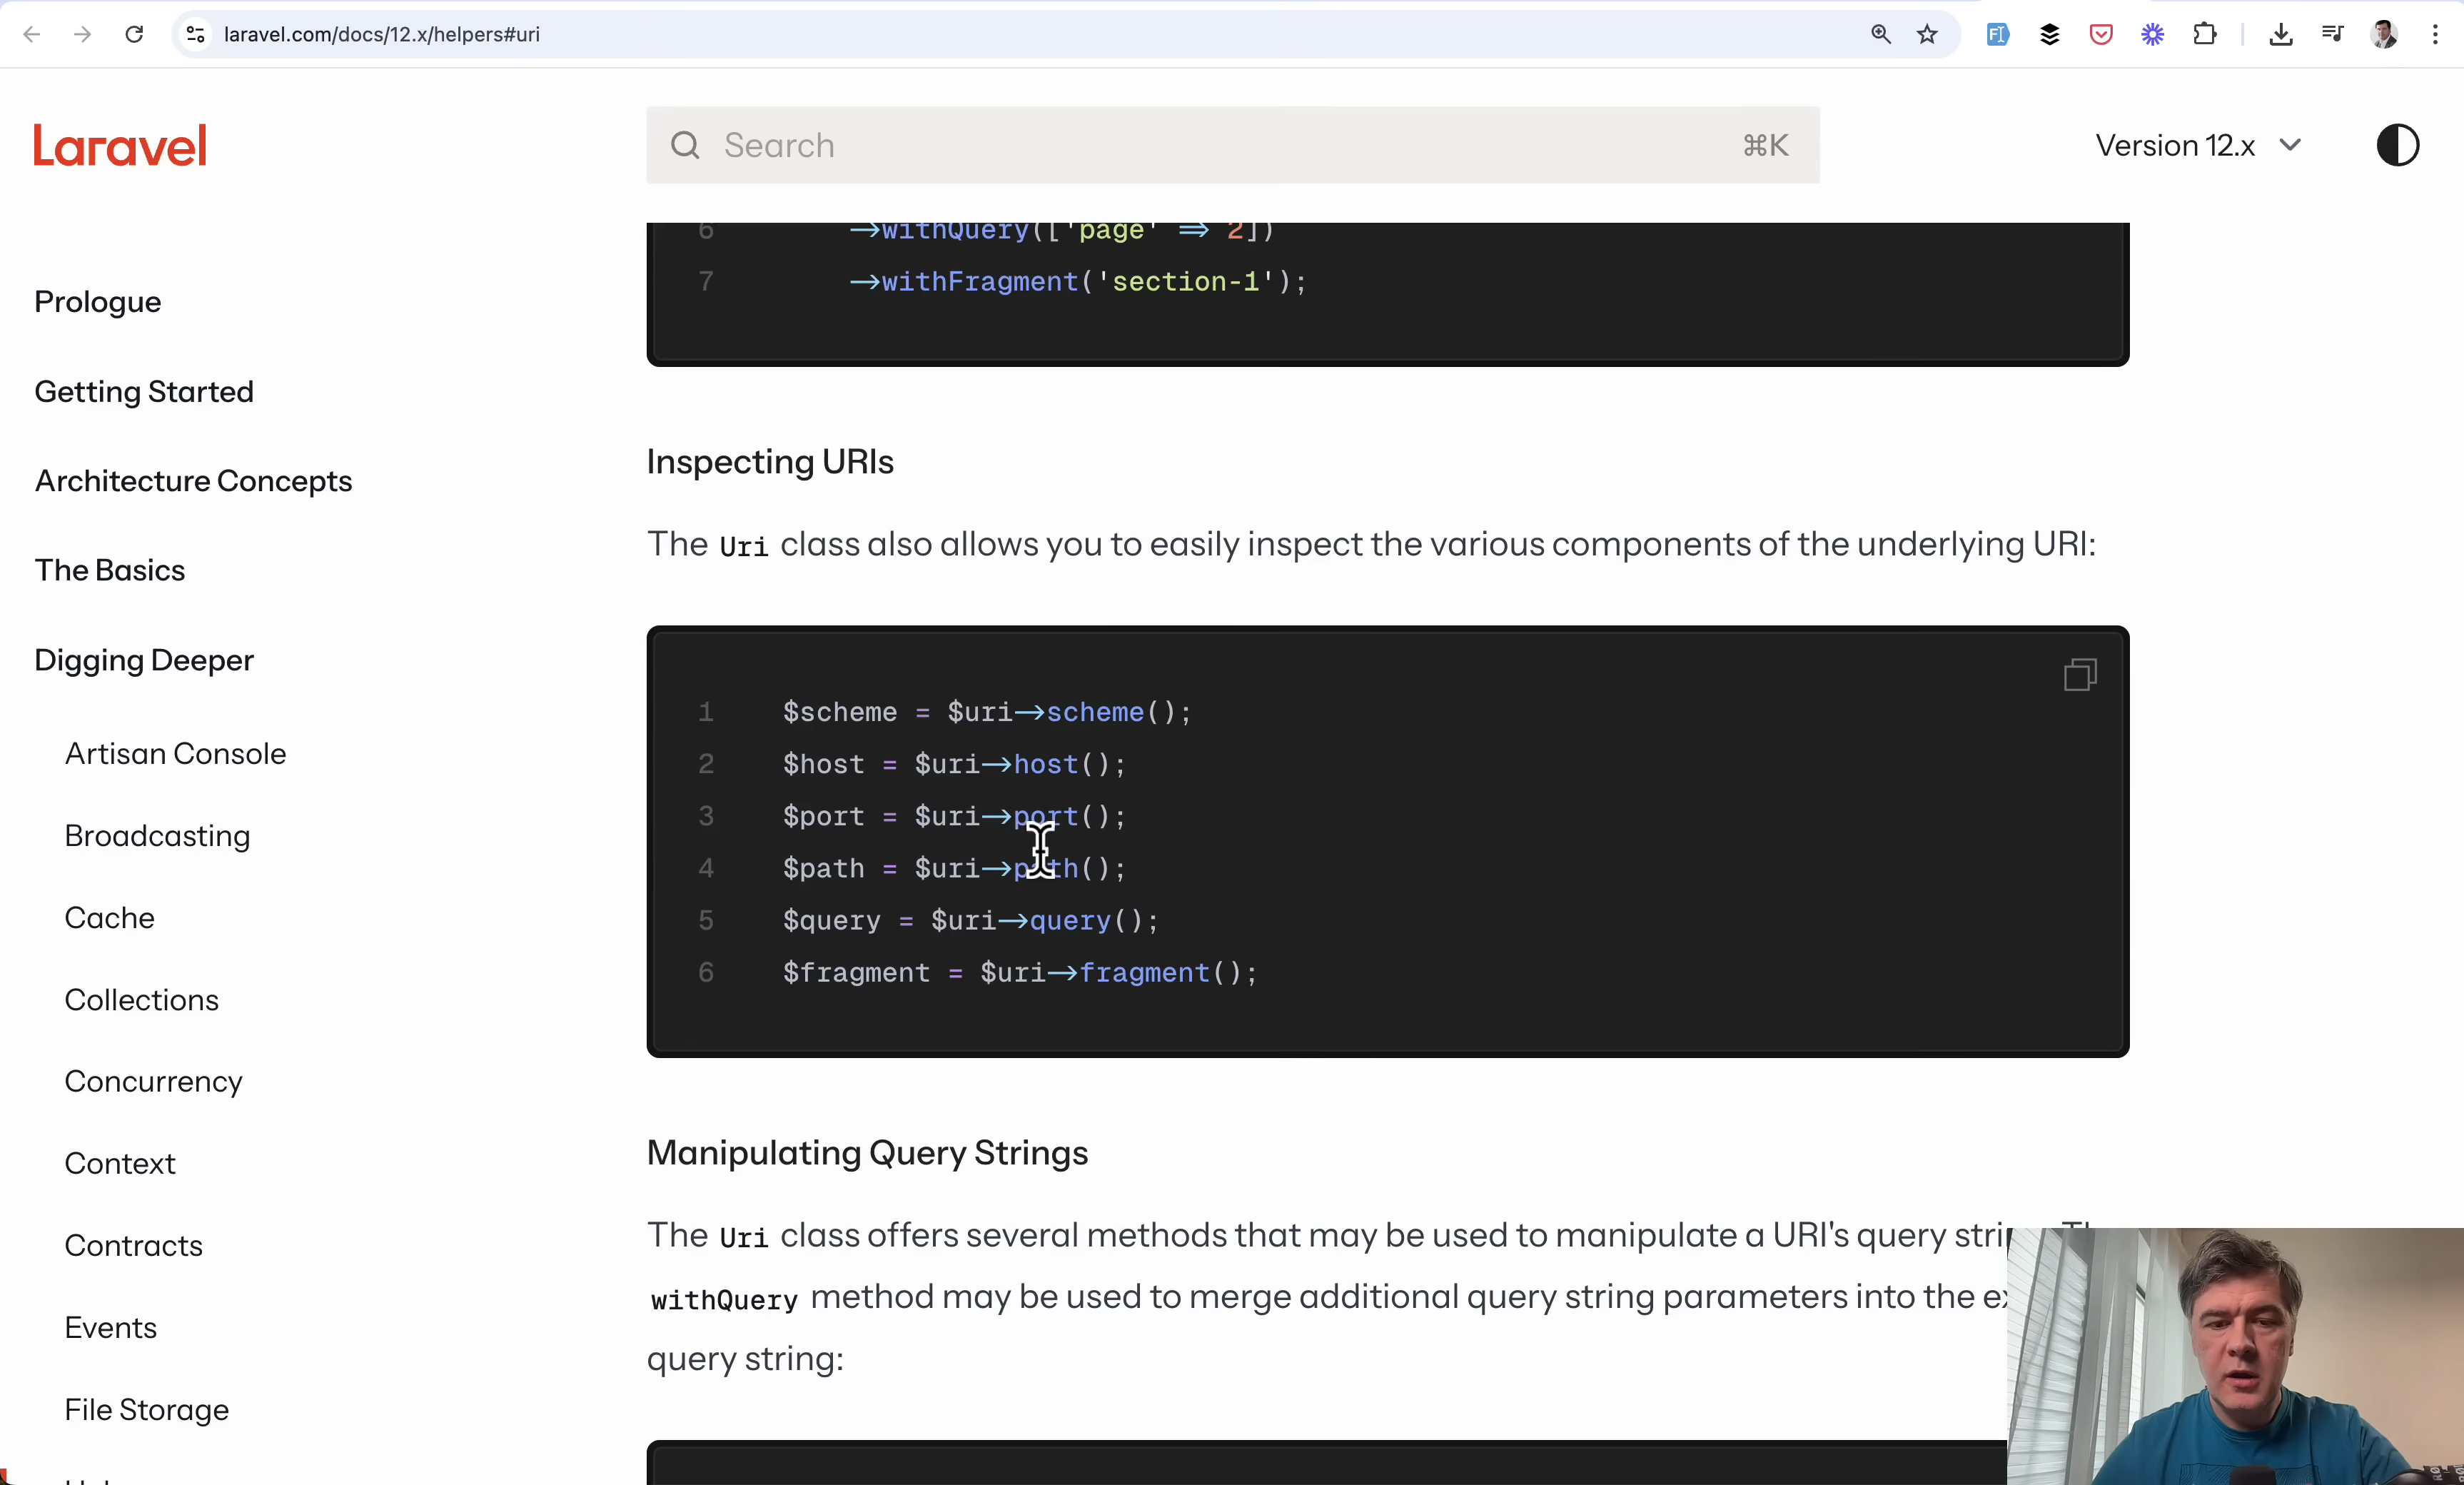 laravel.com/docs/12.x/helpers#uri
Laravel
Search
⌘K
Version 12.x
Prologue
Getting Started
Architecture Concepts
The Basics
Digging Deeper
Artisan Console
Broadcasting
Cache
Collections
Concurrency
Context
Contracts
Events
File Storage
6 ->withQuery(['page' => 2])
7 ->withFragment('section-1');
Inspecting URIs
The Uri class also allows you to easily inspect the various components of the underlying URI:
1 $scheme = $uri->scheme();
2 $host = $uri->host();
3 $port = $uri->port();
4 $path = $uri->path();
5 $query = $uri->query();
6 $fragment = $uri->fragment();
Manipulating Query Strings
The Uri class offers several methods that may be used to manipulate a URI's query
withQuery method may be used to merge additional query string parameters into the
query string: